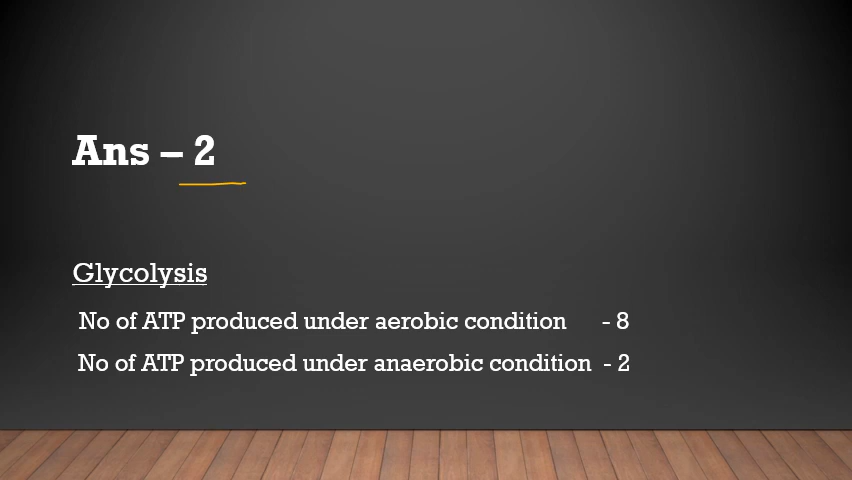 Ans – 2
Glycolysis
No of ATP produced under aerobic condition - 8
No of ATP produced under anaerobic condition - 2